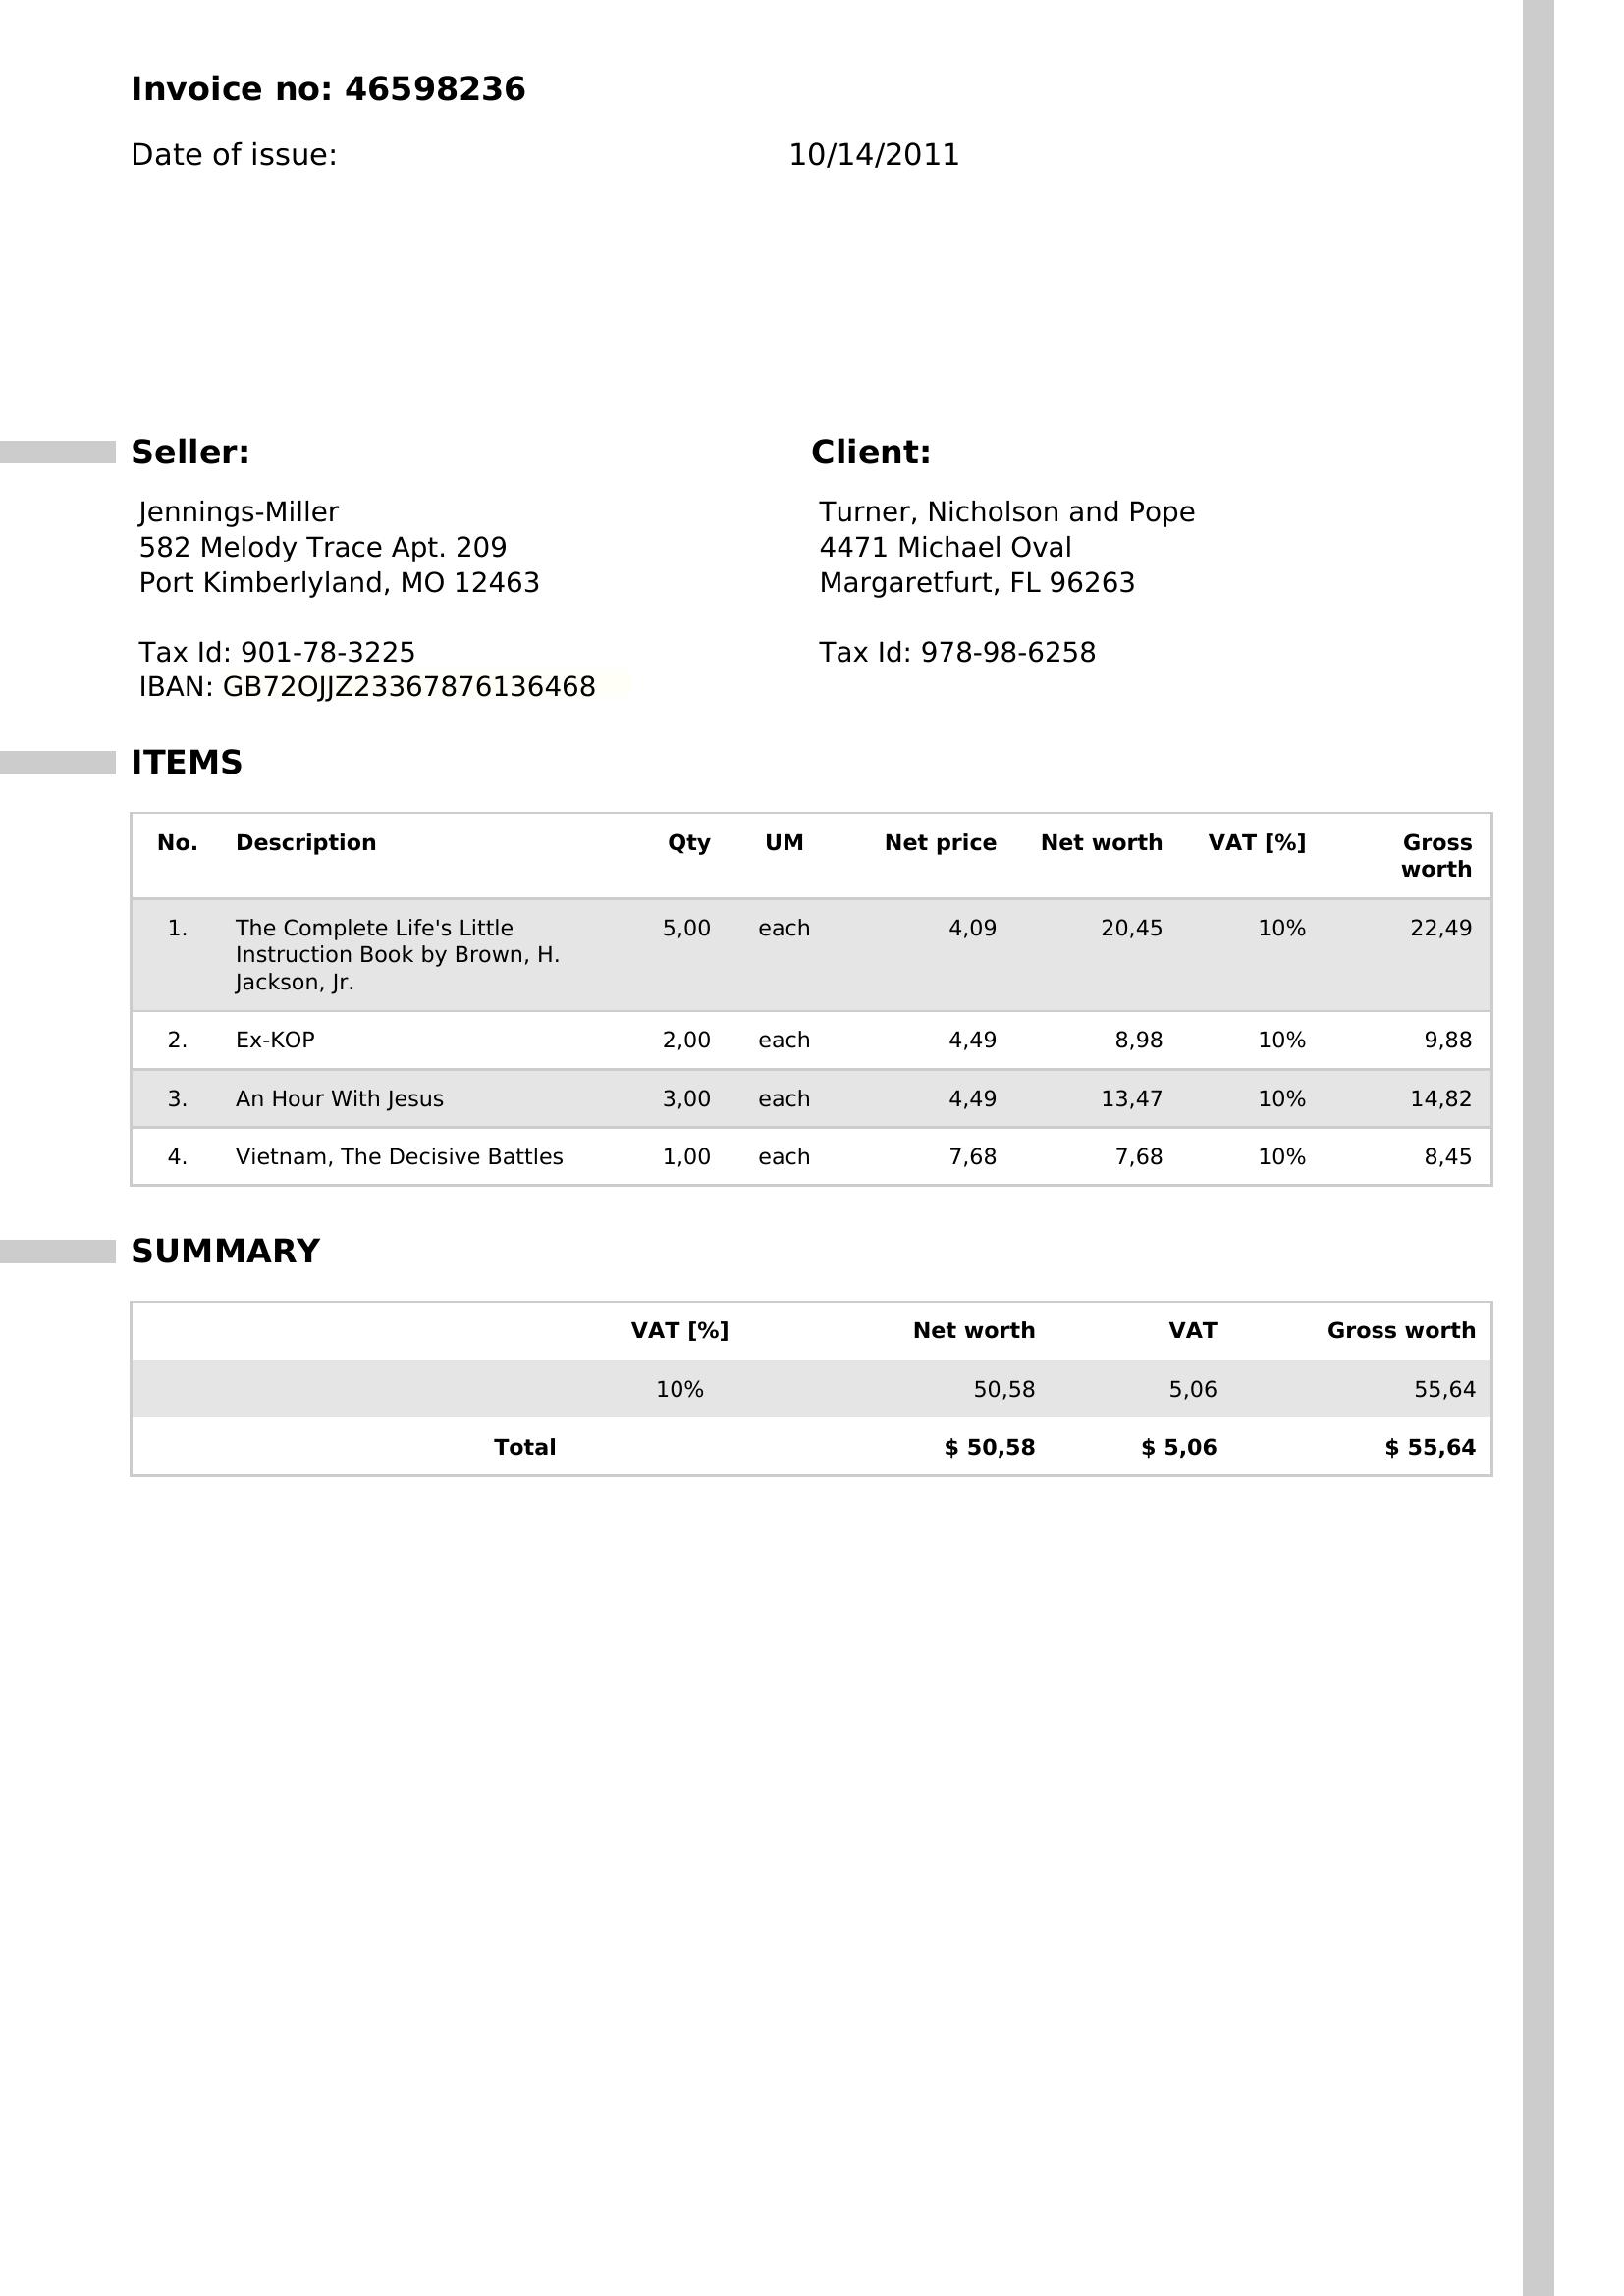 Invoice no: 46598236
Date of issue: 10/14/2011
Seller:
Jennings-Miller
582 Melody Trace Apt. 209
Port Kimberlyland, MO 12463
Tax Id: 901-78-3225
IBAN: GB72OJJZ23367876136468
Client:
Turner, Nicholson and Pope
4471 Michael Oval
Margaretfurt, FL 96263
Tax Id: 978-98-6258
ITEMS
No. Description Qty UM Net price Net worth VAT [%] Gross
worth
1. The Complete Life's Little 5,00 each 4,09 20,45 10% 22,49
Instruction Book by Brown, H.
Jackson, Jr.
2. Ex-KOP 2,00 each 4,49 8,98 10% 9,88
3. An Hour With Jesus 3,00 each 4,49 13,47 10% 14,82
4. Vietnam, The Decisive Battles 1,00 each 7,68 7,68 10% 8,45
SUMMARY
VAT [%] Net worth VAT Gross worth
10% 50,58 5,06 55,64
Total $ 50,58 $ 5,06 $ 55,64